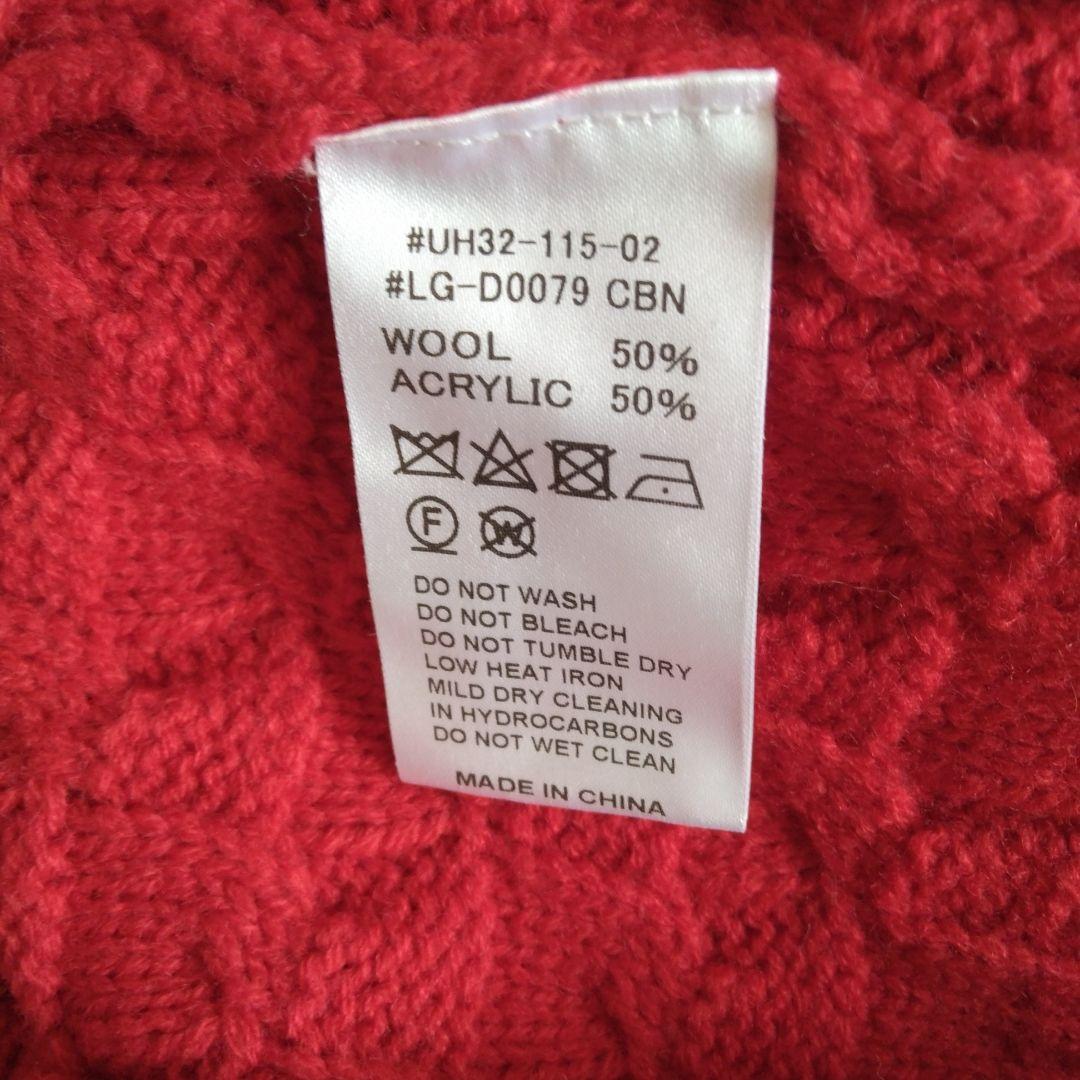 #UH32-115-02
#LG-D0079 CBN
WOOL 50%
ACRYLIC 50%
F W
DO NOT WASH
DO NOT BLEACH
DO NOT TUMBLE DRY
LOW HEAT IRON
MILD DRY CLEANING
IN HYDROCARBONS
DO NOT WET CLEAN
MADE IN CHINA